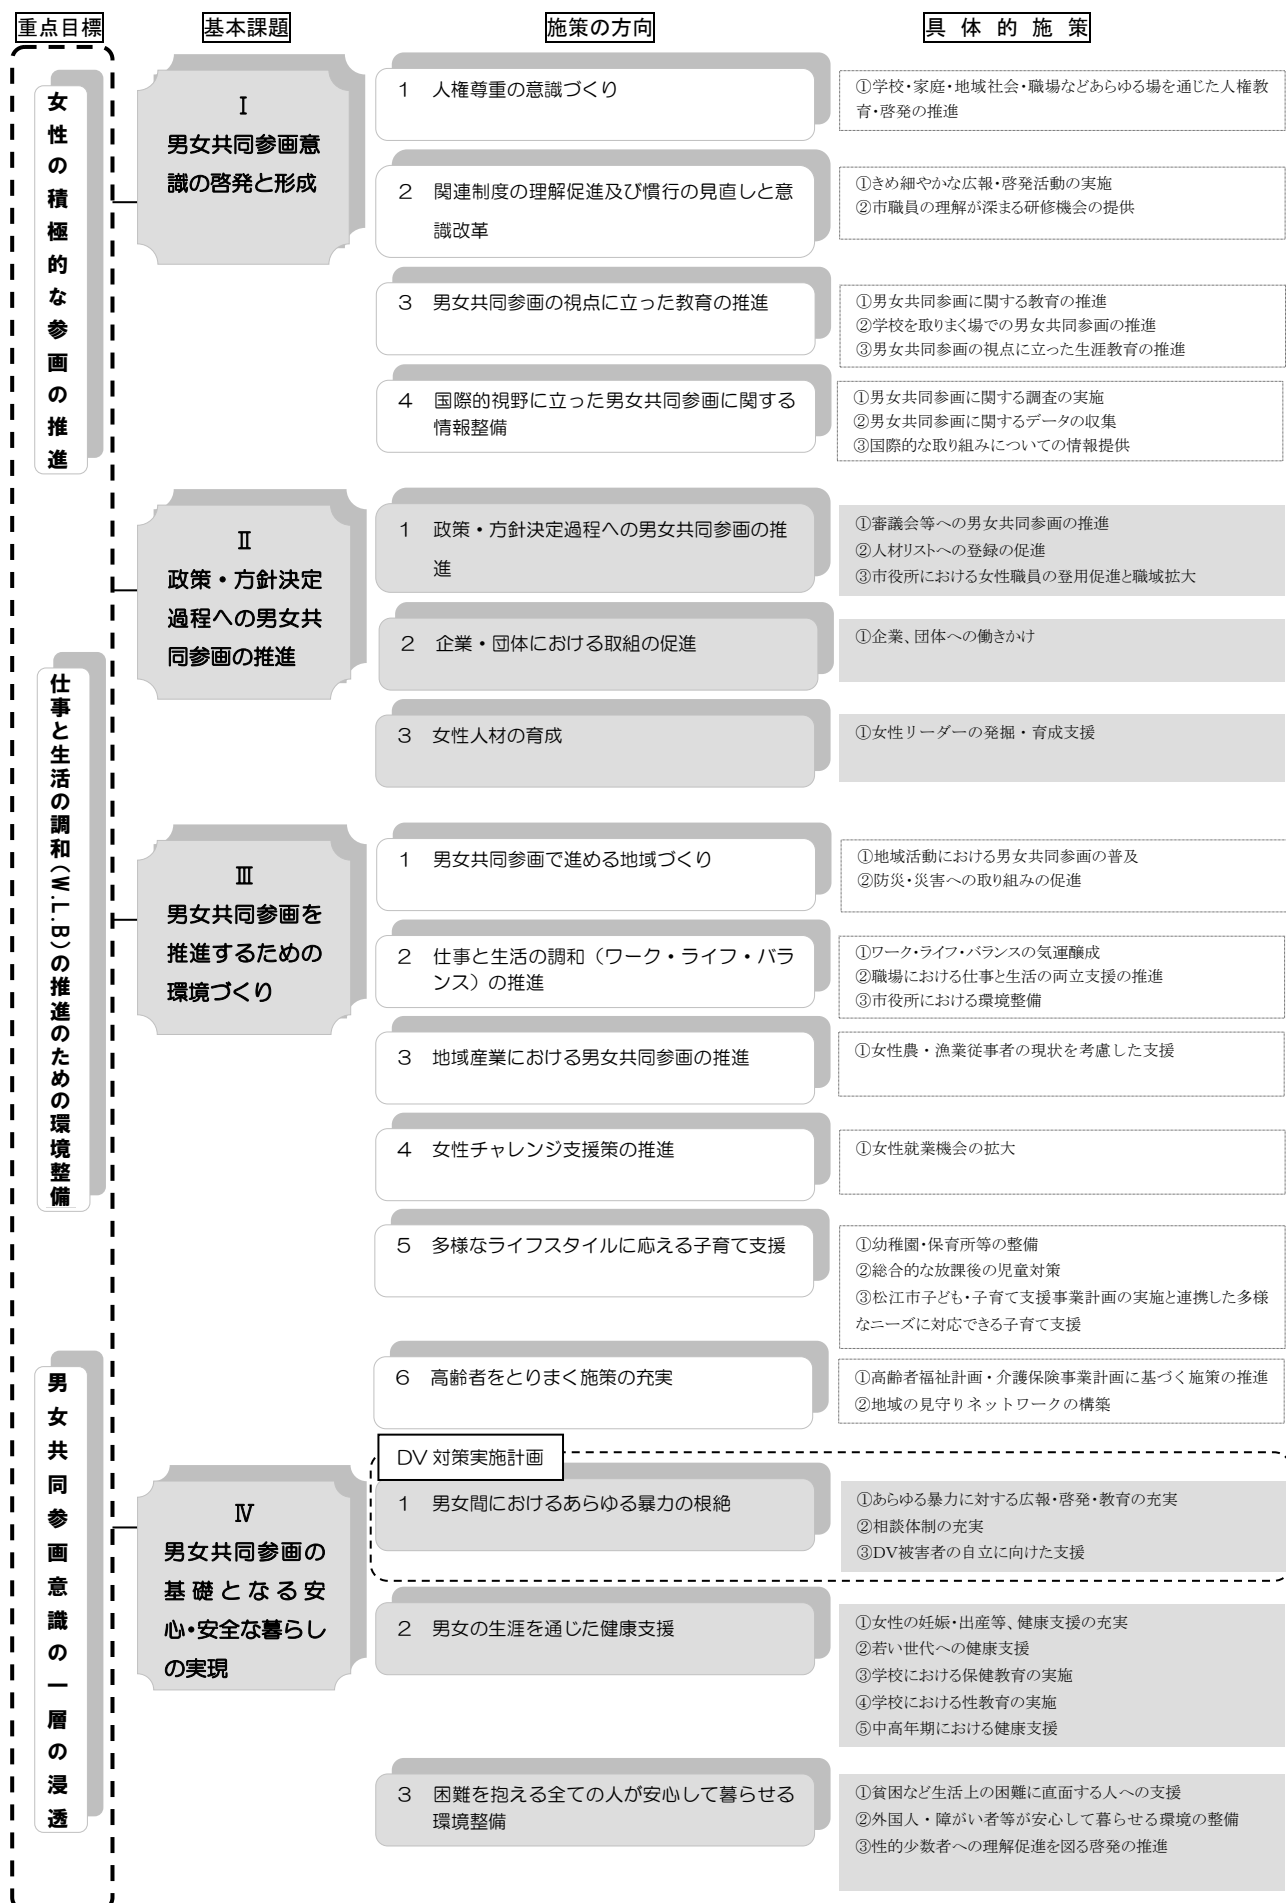 重点目標
基本課題
施策の方向
具体的施策
女性の積極的な参画の推進
仕事と生活の調和(W.L.B)の推進のための環境整備
男女共同参画意識の一層の浸透
Ⅰ
男女共同参画意
識の啓発と形成
1 人権尊重の意識づくり
①学校・家庭・地域社会・職場などあらゆる場を通じた人権教
育・啓発の推進
2 関連制度の理解促進及び慣行の見直しと意
識改革
①きめ細やかな広報・啓発活動の実施
②市職員の理解が深まる研修機会の提供
3 男女共同参画の視点に立った教育の推進
①男女共同参画に関する教育の推進
②学校を取りまく場での男女共同参画の推進
③男女共同参画の視点に立った生涯教育の推進
4 国際的視野に立った男女共同参画に関する
情報整備
①男女共同参画に関する調査の実施
②男女共同参画に関するデータの収集
③国際的な取り組みについての情報提供
Ⅱ
政策・方針決定
過程への男女共
同参画の推進
1 政策・方針決定過程への男女共同参画の推
進
①審議会等への男女共同参画の推進
②人材リストへの登録の促進
③市役所における女性職員の登用促進と職域拡大
2 企業・団体における取組の促進
①企業、団体への働きかけ
3 女性人材の育成
①女性リーダーの発掘・育成支援
Ⅲ
男女共同参画を
推進するための
環境づくり
1 男女共同参画で進める地域づくり
①地域活動における男女共同参画の普及
②防災・災害への取り組みの促進
2 仕事と生活の調和(ワーク・ライフ・バラ
ンス)の推進
①ワーク・ライフ・バランスの気運醸成
②職場における仕事と生活の両立支援の推進
③市役所における環境整備
3 地域産業における男女共同参画の推進
①女性農・漁業従事者の現状を考慮した支援
4 女性チャレンジ支援策の推進
①女性就業機会の拡大
5 多様なライフスタイルに応える子育て支援
①幼稚園・保育所等の整備
②総合的な放課後の児童対策
③松江市子ども・子育て支援事業計画の実施と連携した多様
なニーズに対応できる子育て支援
6 高齢者をとりまく施策の充実
①高齢者福祉計画・介護保険事業計画に基づく施策の推進
②地域の見守りネットワークの構築
DV対策実施計画
Ⅳ
男女共同参画の
基礎となる安
心・安全な暮らし
の実現
1 男女間におけるあらゆる暴力の根絶
①あらゆる暴力に対する広報・啓発・教育の充実
②相談体制の充実
③DV被害者の自立に向けた支援
2 男女の生涯を通じた健康支援
①女性の妊娠・出産等、健康支援の充実
②若い世代への健康支援
③学校における保健教育の実施
④学校における性教育の実施
⑤中高年期における健康支援
3 困難を抱える全ての人が安心して暮らせる
環境整備
①貧困など生活上の困難に直面する人への支援
②外国人・障がい者等が安心して暮らせる環境の整備
③性的少数者への理解促進を図る啓発の推進